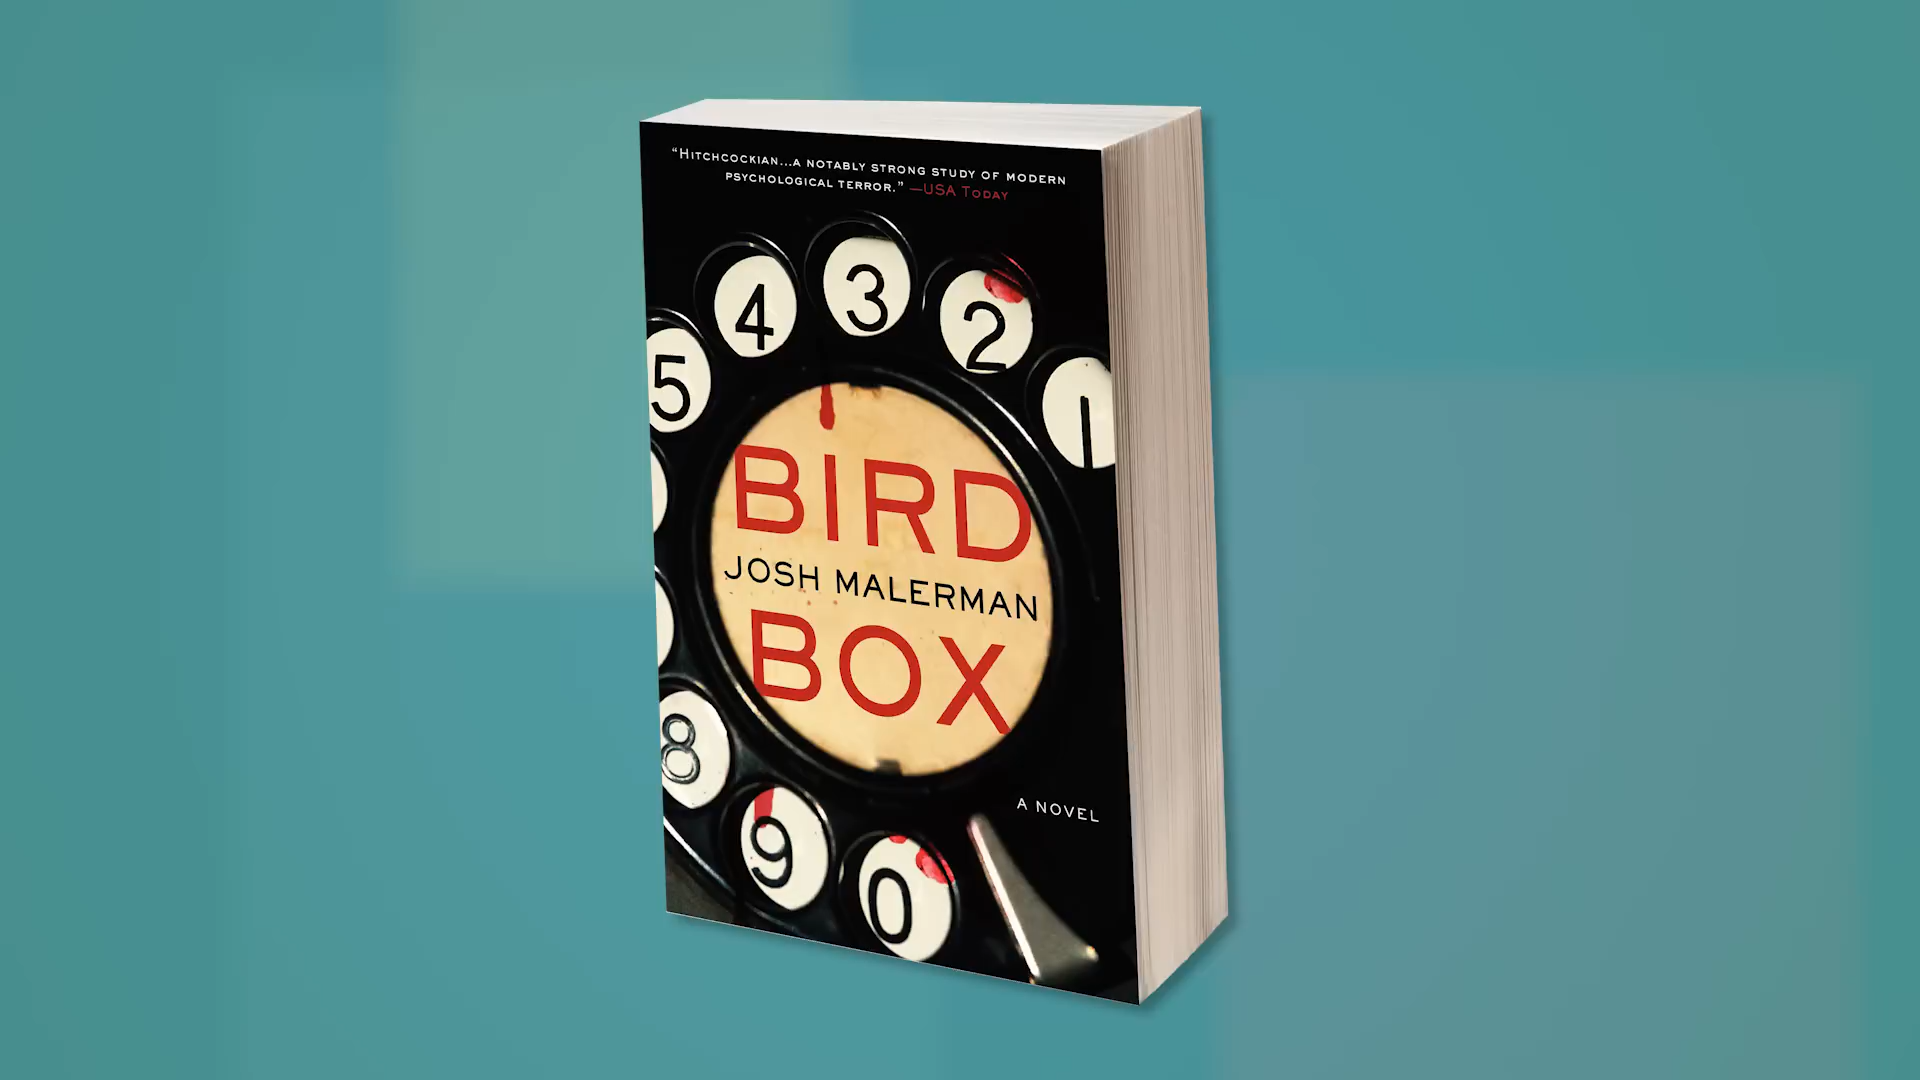 “HITCHCOCKIAN...A NOTABLY STRONG STUDY OF MODERN
PSYCHOLOGICAL TERROR.” —USA TODAY
4 3 2
5 1
BIRD
JOSH MALERMAN
BOX
8
A NOVEL
9 0